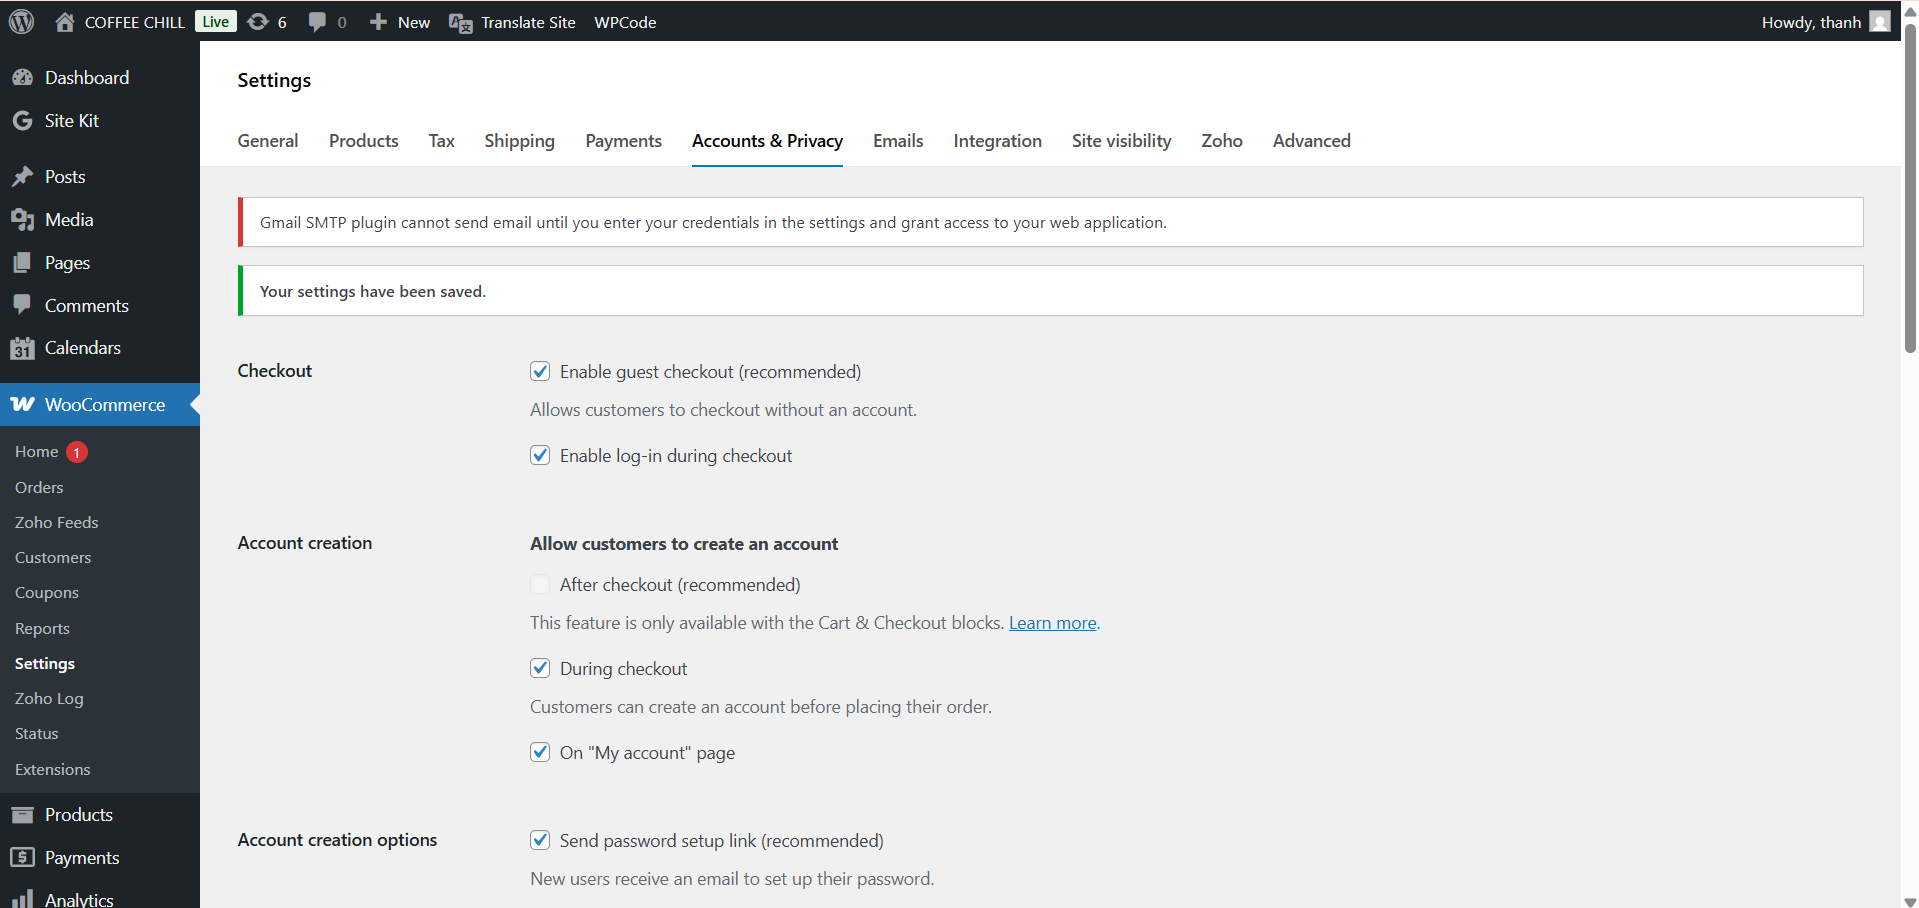 COFFEE CHILL Live 6 0 New Translate Site WPCode Howdy, thanh
Dashboard
Site Kit
Posts
Media
Pages
Comments
31 Calendars
WooCommerce
Home 1
Orders
Zoho Feeds
Customers
Coupons
Reports
Settings
Zoho Log
Status
Extensions
Products
Payments
Analytics
Settings
General Products Tax Shipping Payments Accounts & Privacy Emails Integration Site visibility Zoho Advanced
Gmail SMTP plugin cannot send email until you enter your credentials in the settings and grant access to your web application.
Your settings have been saved.
Checkout
Enable guest checkout (recommended)
Allows customers to checkout without an account.
Enable log-in during checkout
Account creation
Allow customers to create an account
After checkout (recommended)
This feature is only available with the Cart & Checkout blocks. Learn more.
During checkout
Customers can create an account before placing their order.
On "My account" page
Account creation options
Send password setup link (recommended)
New users receive an email to set up their password.